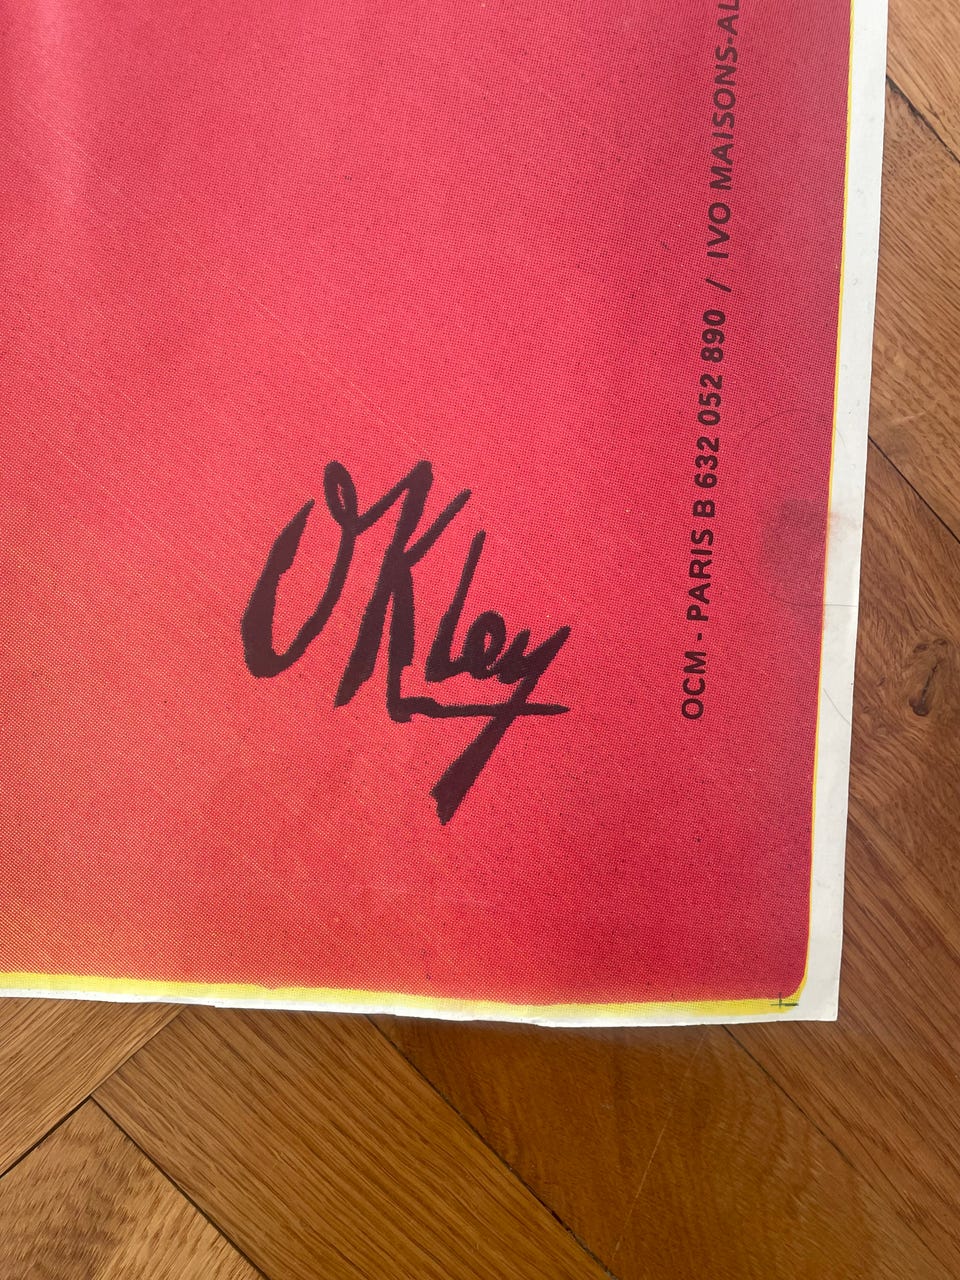 OKley
OCM - PARIS B 632 052 890 / IVO MAISONS-AL